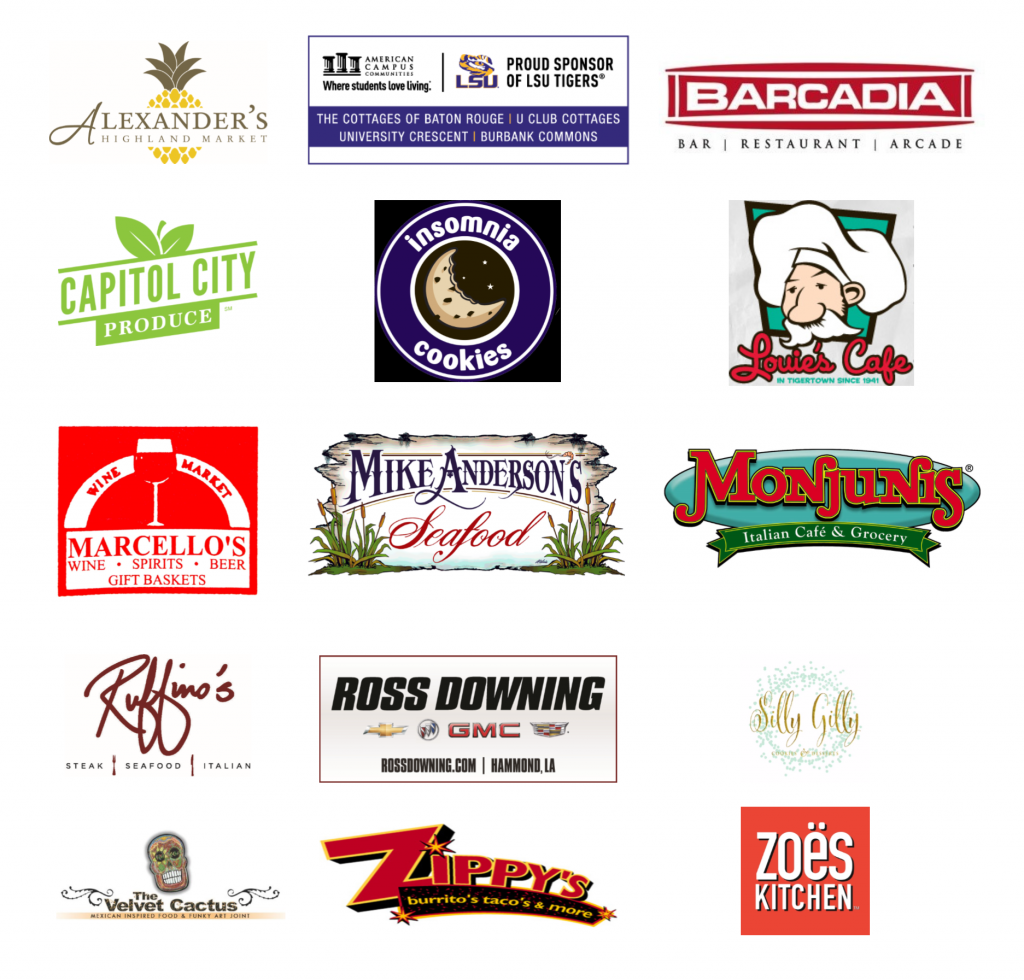 ALEXANDER'S
HIGHLAND MARKET
AMERICAN
CAMPUS
COMMUNITIES
Where students love living.
LSU
PROUD SPONSOR
OF LSU TIGERS®
THE COTTAGES OF BATON ROUGE | U CLUB COTTAGES
UNIVERSITY CRESCENT | BURBANK COMMONS
BARCADIA
BAR | RESTAURANT | ARCADE
CAPITOL CITY
PRODUCE SM
insomnia
cookies
Louie's Cafe
IN TIGERTOWN SINCE 1941
WINE MARKET
MARCELLO'S
WINE • SPIRITS • BEER
GIFT BASKETS
MIKE ANDERSON'S
Seafood
MONJUNIS®
Italian Café & Grocery
Ruffino's
STEAK SEAFOOD ITALIAN
ROSS DOWNING
GMC
ROSSDOWNING.COM | HAMMOND, LA
Silly Gilly
The
Velvet Cactus
MEXICAN INSPIRED FOOD & FUNKY ART JOINT
ZIPPY'S
burrito's taco's & more
ZOËS
KITCHEN